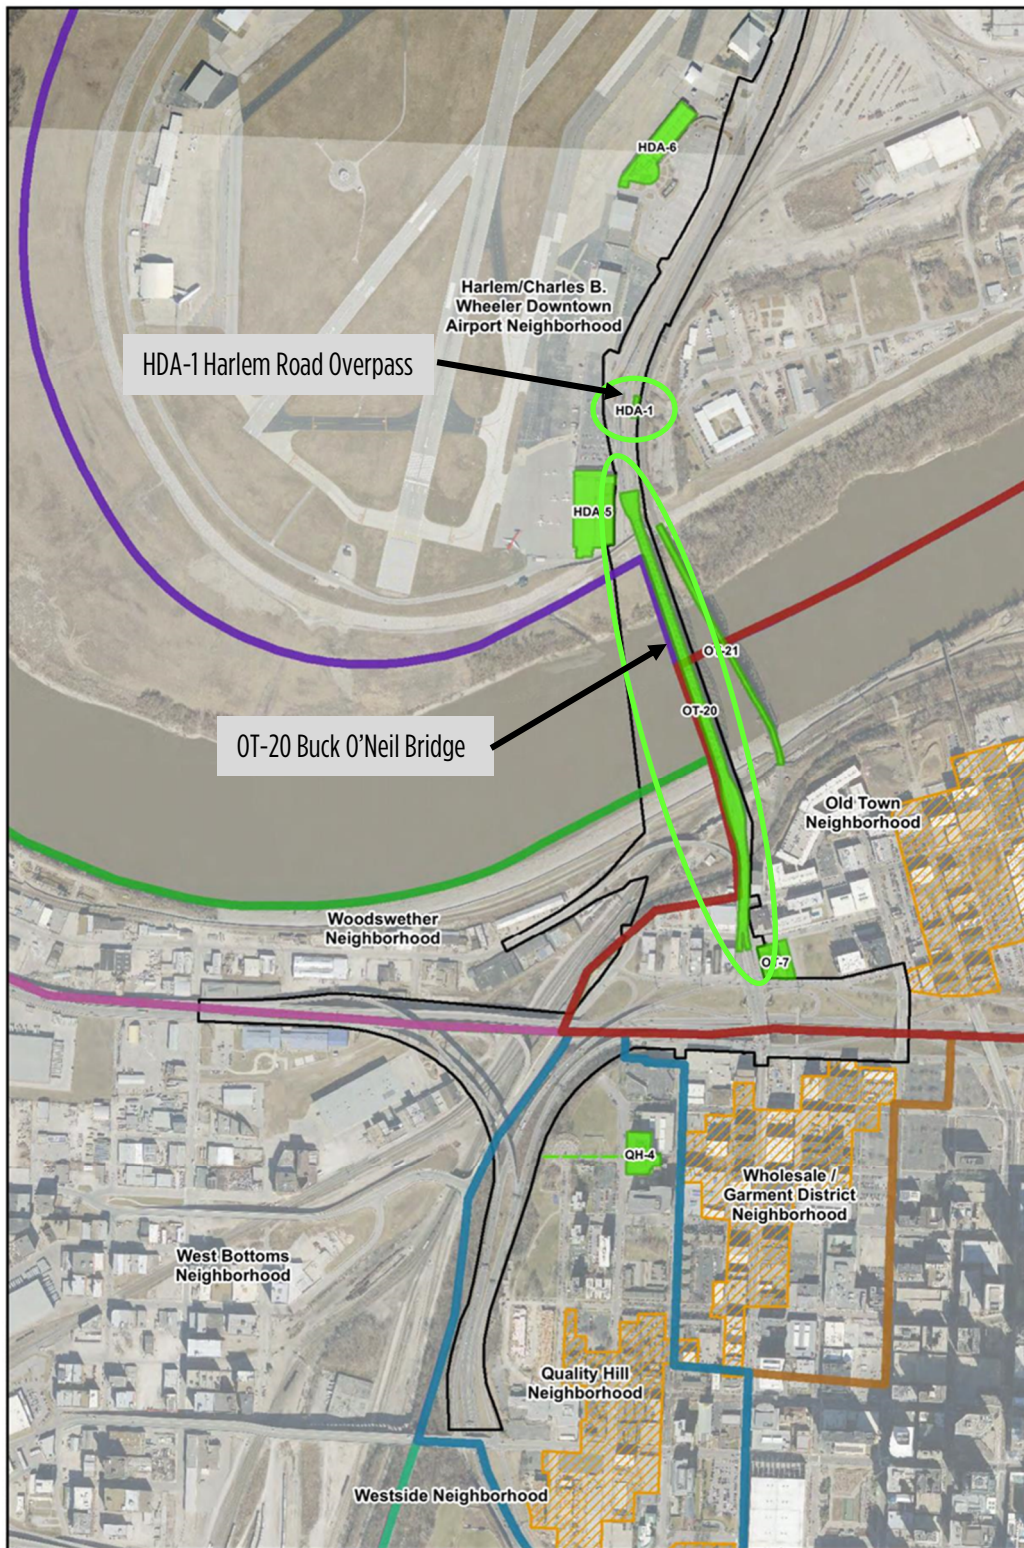 HDA-6
Harlem/Charles B.
Wheeler Downtown
Airport Neighborhood
HDA-1 Harlem Road Overpass
HDA-1
HDA-5
OT-21
OT-20
OT-20 Buck O'Neil Bridge
Old Town
Neighborhood
Woodswether
Neighborhood
OT-7
QH-4
Wholesale /
Garment District
Neighborhood
West Bottoms
Neighborhood
Quality Hill
Neighborhood
Westside Neighborhood